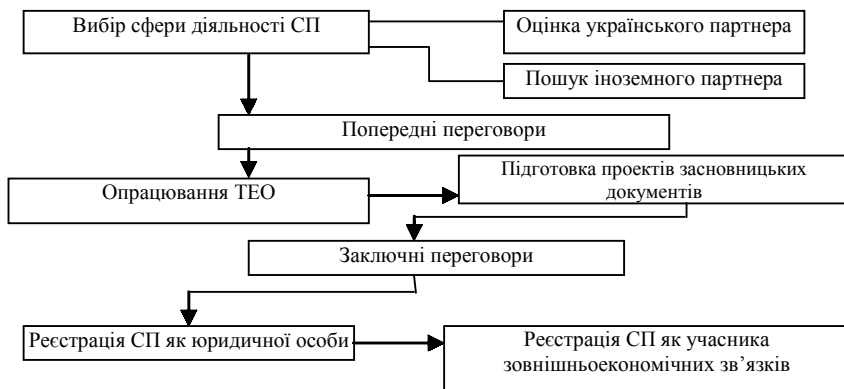 Вибір сфери діяльності СП
Оцінка українського партнера
Пошук іноземного партнера
Попередні переговори
Опрацювання ТЕО
Підготовка проектів засновницьких
документів
Заключні переговори
Реєстрація СП як юридичної особи
Реєстрація СП як учасника
зовнішньоекономічних зв’язків